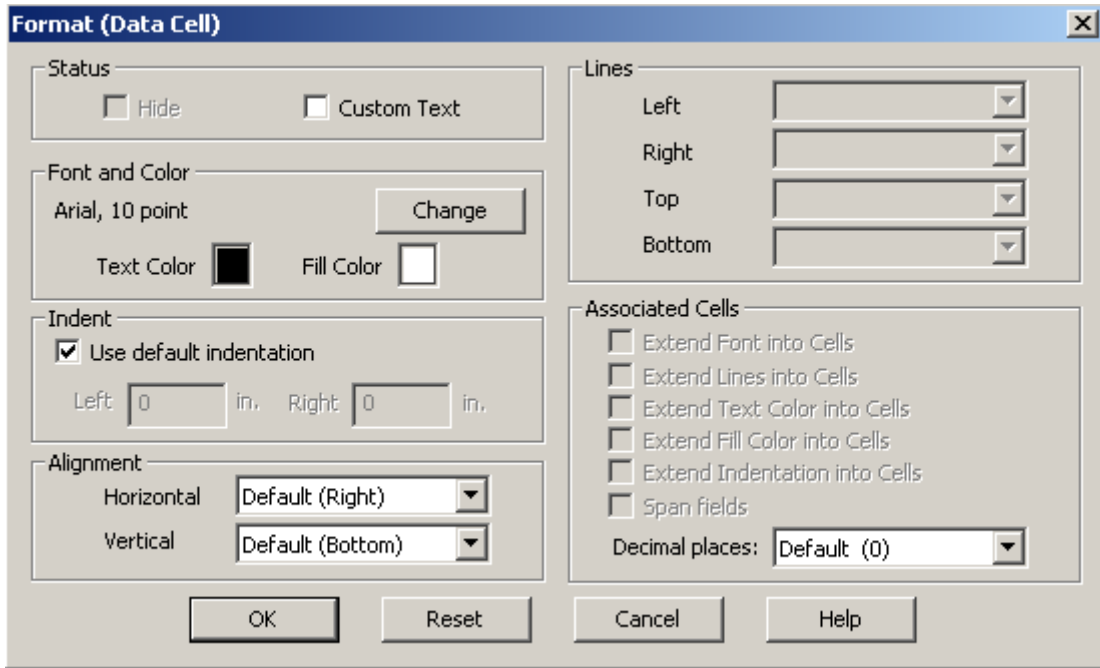 Format (Data Cell)
Status
Hide Custom Text
Font and Color
Arial, 10 point Change
Text Color Fill Color
Indent
Use default indentation
Left 0 in. Right 0 in.
Alignment
Horizontal Default (Right)
Vertical Default (Bottom)
Lines
Left
Right
Top
Bottom
Associated Cells
Extend Font into Cells
Extend Lines into Cells
Extend Text Color into Cells
Extend Fill Color into Cells
Extend Indentation into Cells
Span fields
Decimal places: Default (0)
OK Reset Cancel Help